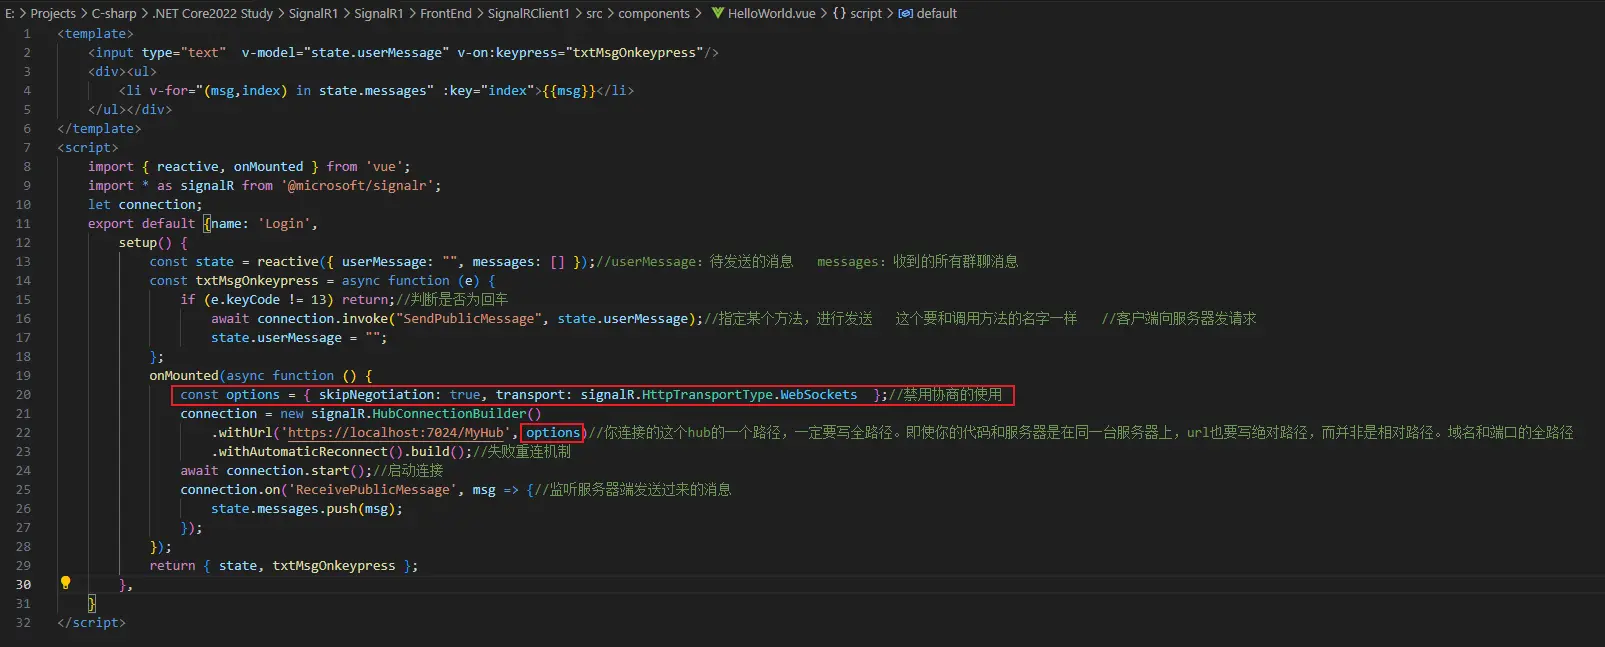 E: > Projects > C-sharp > .NET Core2022 Study > SignalR1 > SignalR1 > FrontEnd > SignalRClient1 > src > components > HelloWorld.vue > {} script > default
1 <template>
2 <input type="text" v-model="state.userMessage" v-on:keypress="txtMsgOnkeypress"/>
3 <div><ul>
4 <li v-for="(msg,index) in state.messages" :key="index">{{msg}}</li>
5 </ul></div>
6 </template>
7 <script>
8 import { reactive, onMounted } from 'vue';
9 import * as signalR from '@microsoft/signalr';
10 let connection;
11 export default {name: 'Login',
12 setup() {
13 const state = reactive({ userMessage: "", messages: [] });//userMessage：待发送的消息 messages：收到的所有群聊消息
14 const txtMsgOnkeypress = async function (e) {
15 if (e.keyCode != 13) return;//判断是否为回车
16 await connection.invoke("SendPublicMessage", state.userMessage);//指定某个方法，进行发送 这个要和调用方法的名字一样 //客户端向服务器发请求
17 state.userMessage = "";
18 };
19 onMounted(async function () {
20 const options = { skipNegotiation: true, transport: signalR.HttpTransportType.WebSockets };//禁用协商的使用
21 connection = new signalR.HubConnectionBuilder()
22 .withUrl('https://localhost:7024/MyHub', options)//你连接的这个hub的一个路径，一定要写全路径。即使你的代码和服务器是在同一台服务器上，url也要写绝对路径，而并非是相对路径。域名和端口的全路径
23 .withAutomaticReconnect().build();//失败重连机制
24 await connection.start();//启动连接
25 connection.on('ReceivePublicMessage', msg => {//监听服务器端发送过来的消息
26 state.messages.push(msg);
27 });
28 });
29 return { state, txtMsgOnkeypress };
30 },
31 }
32 </script>